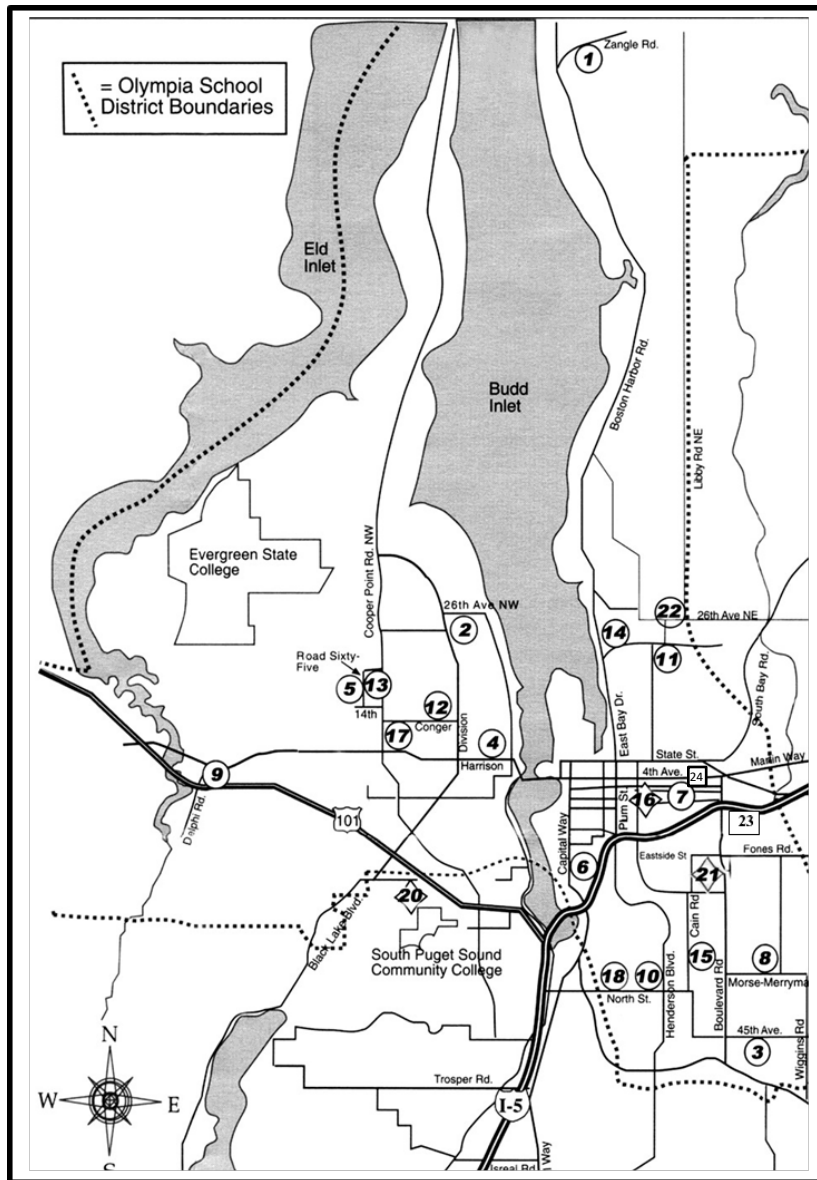 1
Zangle Rd.
= Olympia School
District Boundaries
Eld
Inlet
Budd
Inlet
Boston Harbor Rd.
Libby Rd NE
Evergreen State
College
Cooper Point Rd. NW
26th Ave NW
2
22
26th Ave NE
14
11
South Bay Rd.
Road Sixty-
Five
5
13
14th
12
Conger
17
Division
4
Harrison
East Bay Dr.
State St.
Martin Way
4th Ave.
24
9
Delphi Rd.
101
16
7
Plum St.
23
Capital Way
6
Eastside St
Fones Rd.
21
20
Black Lake Blvd.
South Puget Sound
Community College
Cain Rd
15
8
18
10
Henderson Blvd.
Boulevard Rd
Morse-Merryma
North St.
45th Ave.
3
Wiggins Rd
N
W
E
S
Trosper Rd.
I-5
Isreal Rd.
Way